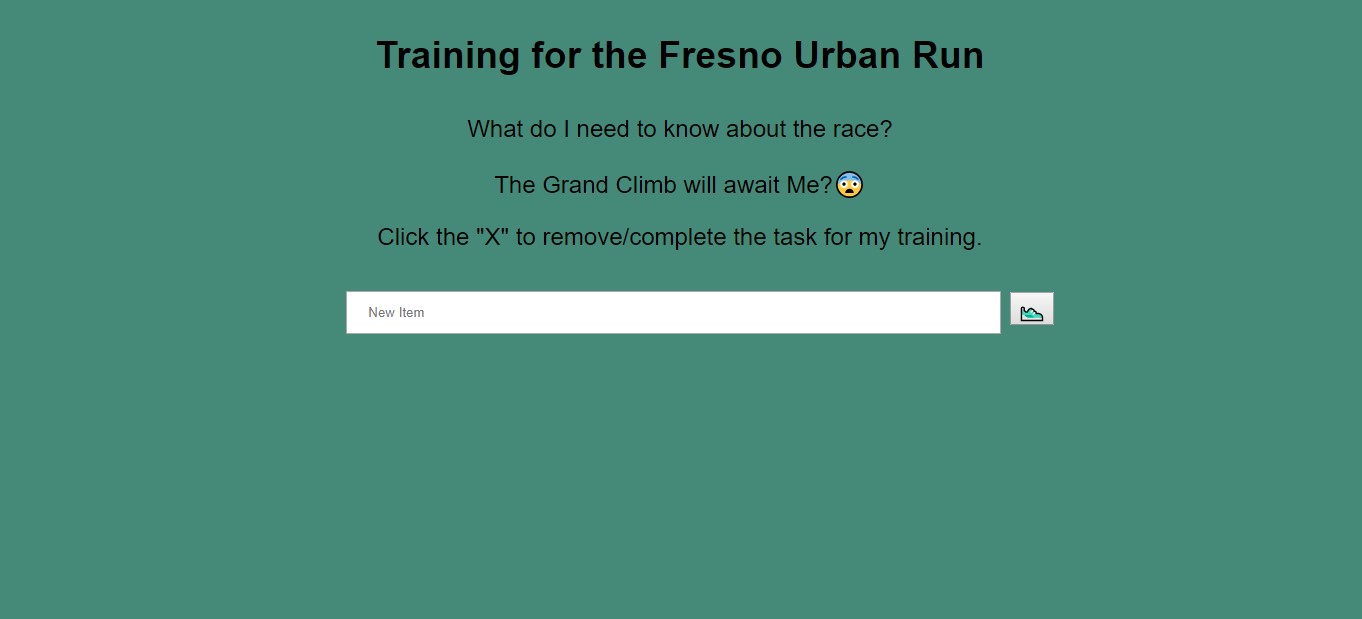 Training for the Fresno Urban Run
What do I need to know about the race?
The Grand Climb will await Me?😨
Click the "X" to remove/complete the task for my training.
New Item